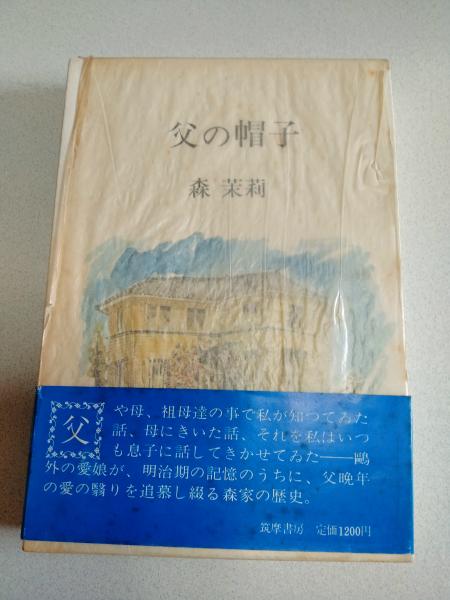 父の帽子
森 茉莉
父や母、祖母達の事で私が知つてゐた
話、母にきいた話、それを私はいつ
も息子に話してきかせてゐた——鷗
外の愛娘が、明治期の記憶のうちに、父晩年
の愛の翳りを追慕し綴る森家の歴史。
筑摩書房 定価1200円